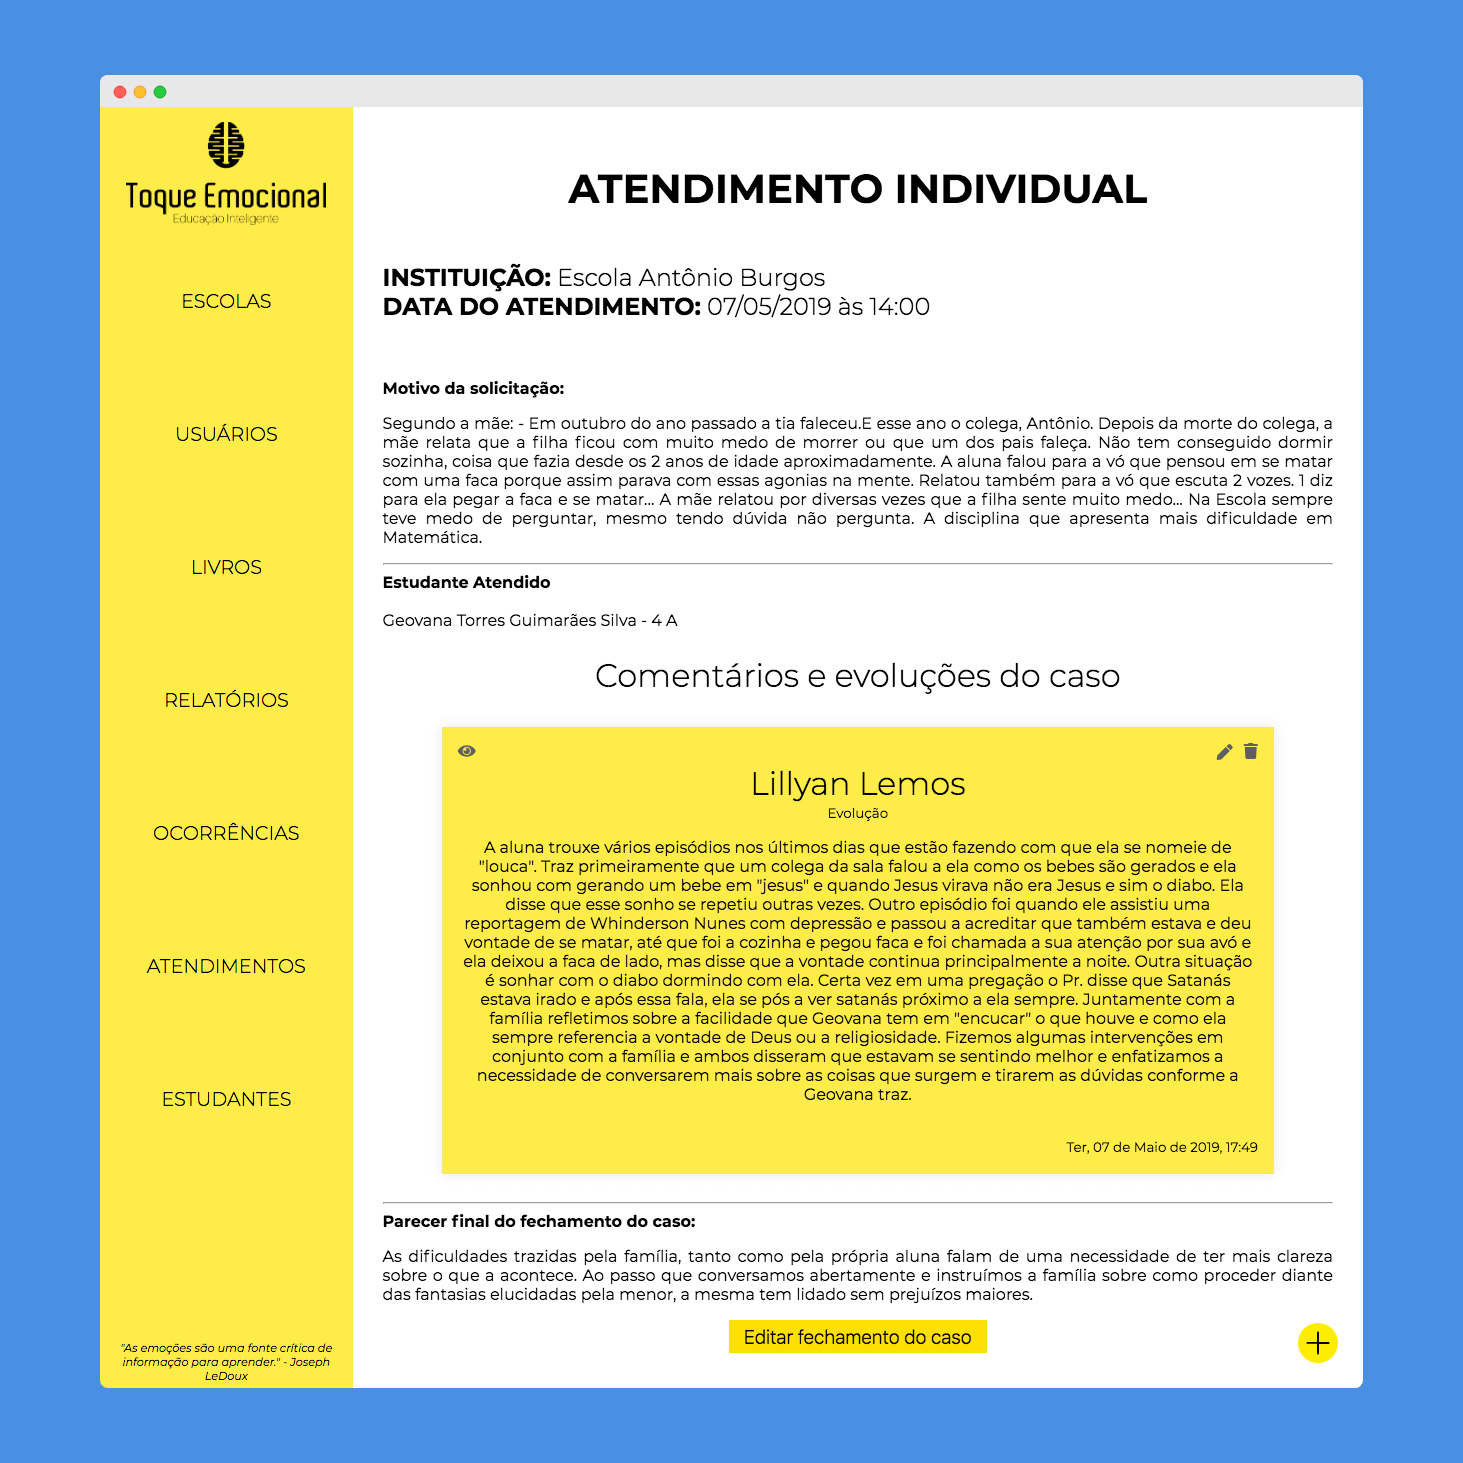 Toque Emocional
Educação Inteligente
ESCOLAS
USUÁRIOS
LIVROS
RELATÓRIOS
OCORRÊNCIAS
ATENDIMENTOS
ESTUDANTES
"As emoções são uma fonte crítica de
informação para aprender." - Joseph
LeDoux
ATENDIMENTO INDIVIDUAL
INSTITUIÇÃO: Escola Antônio Burgos
DATA DO ATENDIMENTO: 07/05/2019 às 14:00
Motivo da solicitação:
Segundo a mãe: - Em outubro do ano passado a tia faleceu.E esse ano o colega, Antônio. Depois da morte do colega, a
mãe relata que a filha ficou com muito medo de morrer ou que um dos pais faleça. Não tem conseguido dormir
sozinha, coisa que fazia desde os 2 anos de idade aproximadamente. A aluna falou para a vó que pensou em se matar
com uma faca porque assim parava com essas agonias na mente. Relatou também para a vó que escuta 2 vozes. 1 diz
para ela pegar a faca e se matar... A mãe relatou por diversas vezes que a filha sente muito medo... Na Escola sempre
teve medo de perguntar, mesmo tendo dúvida não pergunta. A disciplina que apresenta mais dificuldade em
Matemática.
Estudante Atendido
Geovana Torres Guimarães Silva - 4 A
Comentários e evoluções do caso
Lillyan Lemos
Evolução
A aluna trouxe vários episódios nos últimos dias que estão fazendo com que ela se nomeie de
"louca". Traz primeiramente que um colega da sala falou a ela como os bebes são gerados e ela
sonhou com gerando um bebe em "jesus" e quando Jesus virava não era Jesus e sim o diabo. Ela
disse que esse sonho se repetiu outras vezes. Outro episódio foi quando ele assistiu uma
reportagem de Whinderson Nunes com depressão e passou a acreditar que também estava e deu
vontade de se matar, até que foi a cozinha e pegou faca e foi chamada a sua atenção por sua avó e
ela deixou a faca de lado, mas disse que a vontade continua principalmente a noite. Outra situação
é sonhar com o diabo dormindo com ela. Certa vez em uma pregação o Pr. disse que Satanás
estava irado e após essa fala, ela se pós a ver satanás próximo a ela sempre. Juntamente com a
família refletimos sobre a facilidade que Geovana tem em "encucar" o que houve e como ela
sempre referencia a vontade de Deus ou a religiosidade. Fizemos algumas intervenções em
conjunto com a família e ambos disseram que estavam se sentindo melhor e enfatizamos a
necessidade de conversarem mais sobre as coisas que surgem e tirarem as dúvidas conforme a
Geovana traz.
Ter, 07 de Maio de 2019, 17:49
Parecer final do fechamento do caso:
As dificuldades trazidas pela família, tanto como pela própria aluna falam de uma necessidade de ter mais clareza
sobre o que a acontece. Ao passo que conversamos abertamente e instruímos a família sobre como proceder diante
das fantasias elucidadas pela menor, a mesma tem lidado sem prejuízos maiores.
Editar fechamento do caso